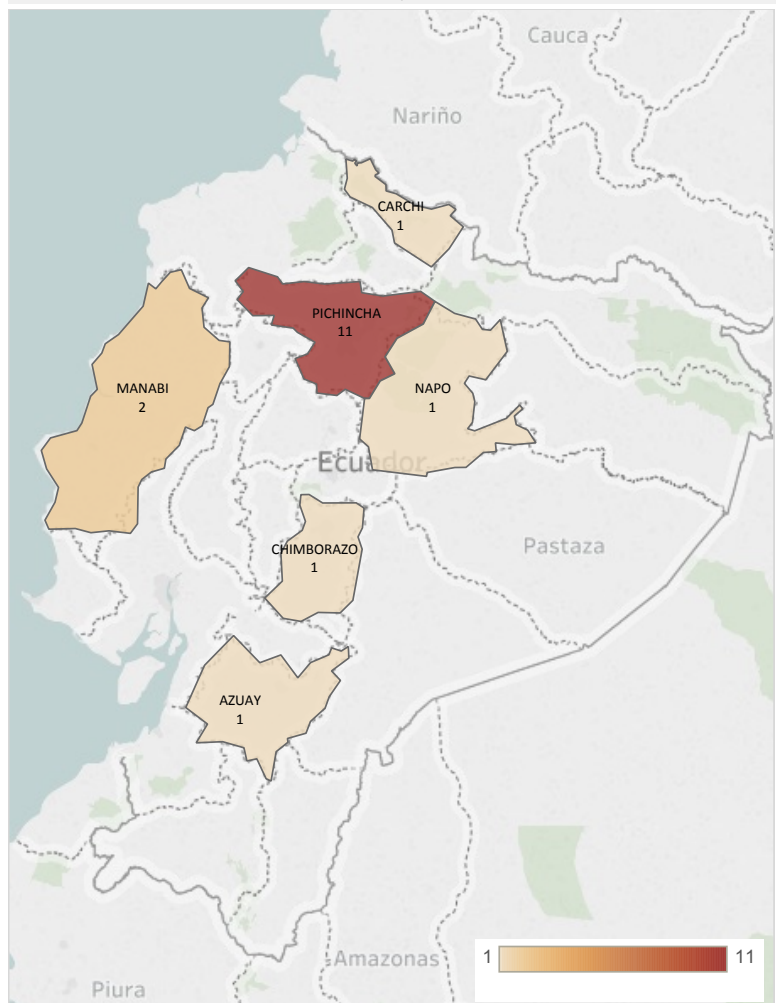 Cauca
Nariño
CARCHI
1
PICHINCHA
11
MANABI
2
NAPO
1
Ecuador
Pastaza
CHIMBORAZO
1
AZUAY
1
1
11
Amazonas
Piura